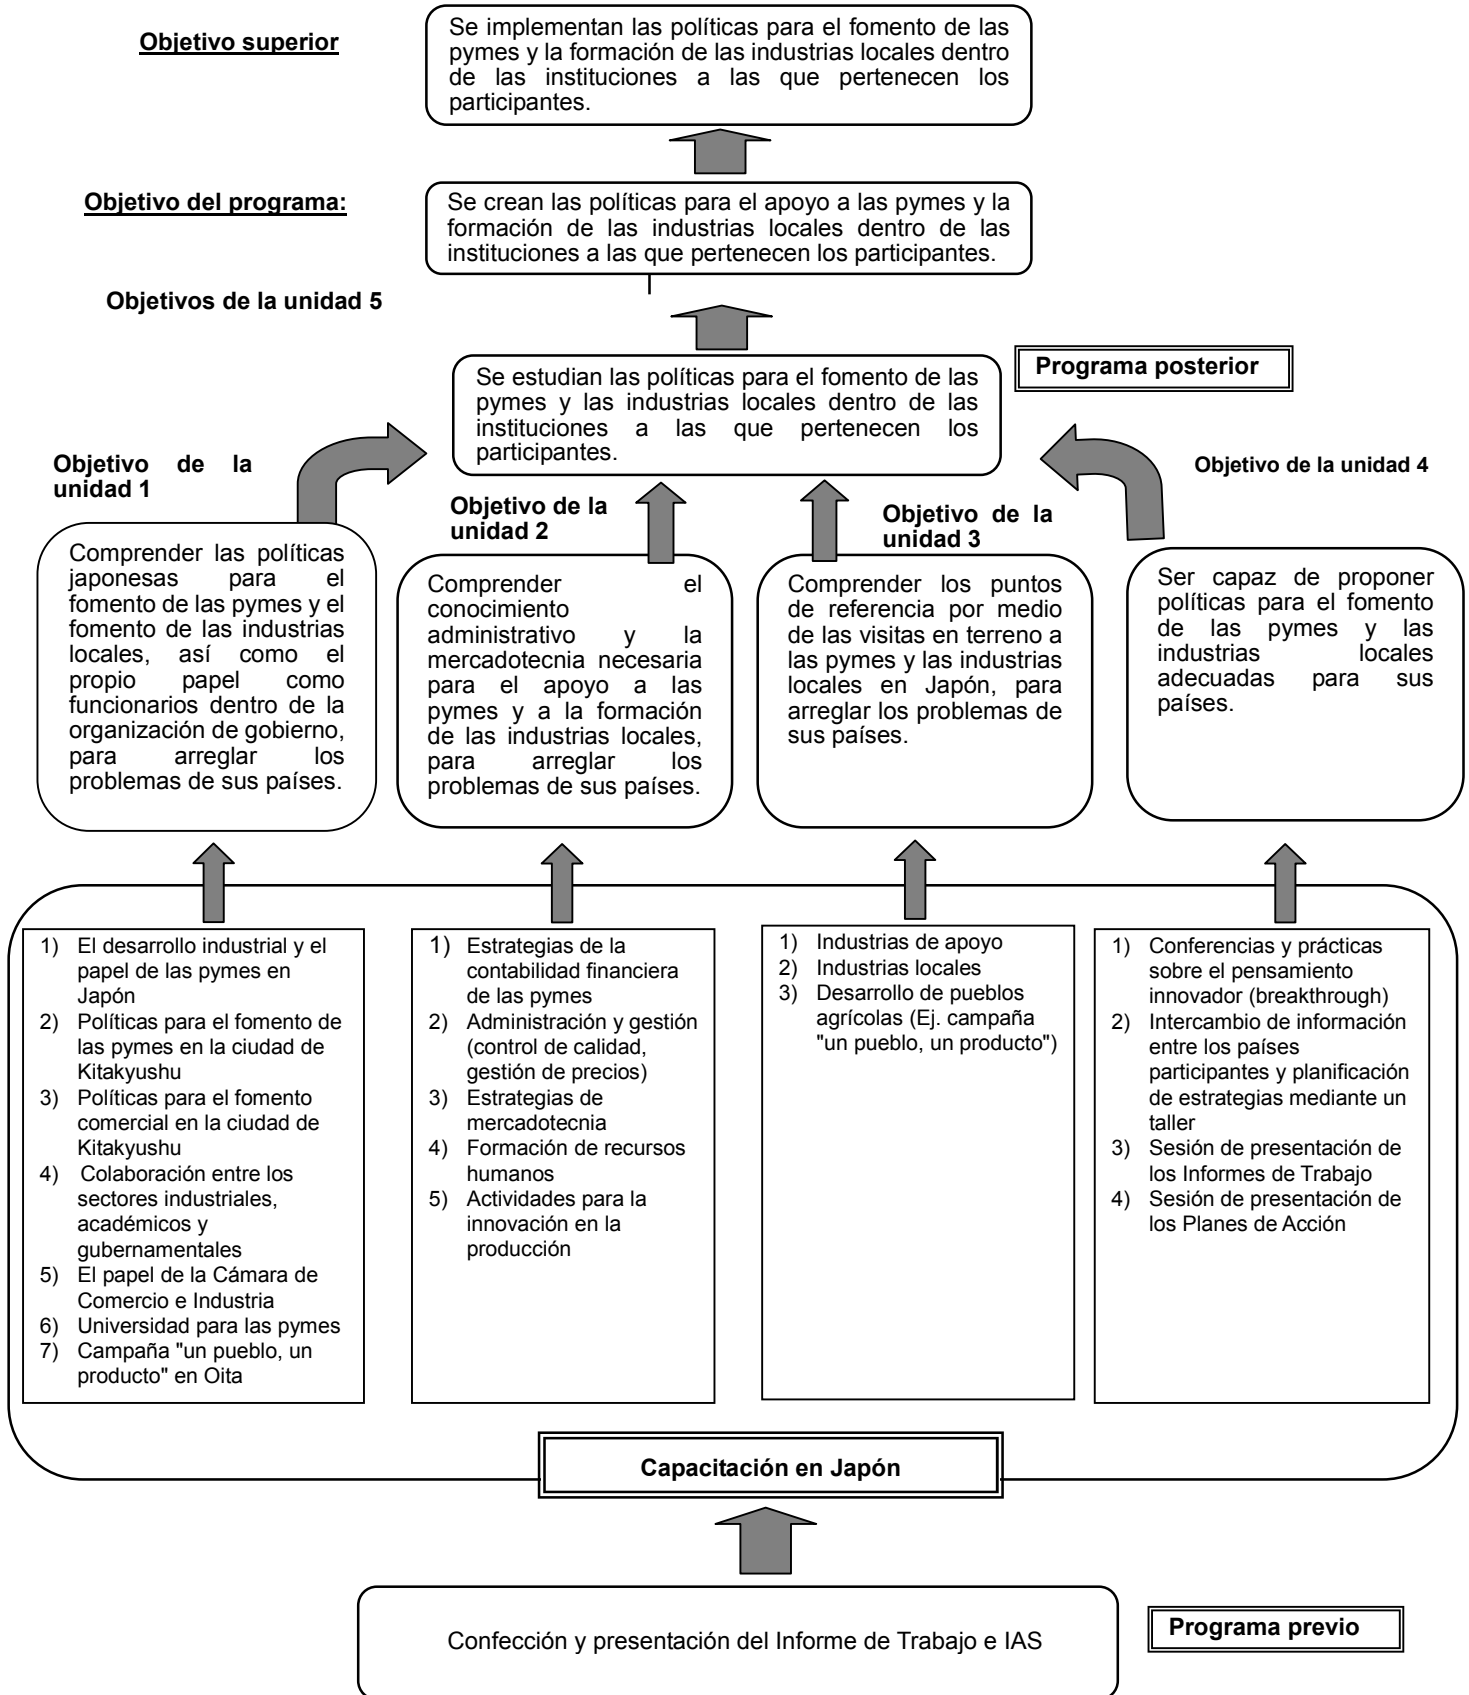 Objetivo superior
Se implementan las políticas para el fomento de las
pymes y la formación de las industrias locales dentro
de las instituciones a las que pertenecen los
participantes.
Objetivo del programa:
Se crean las políticas para el apoyo a las pymes y la
formación de las industrias locales dentro de las
instituciones a las que pertenecen los participantes.
Objetivos de la unidad 5
Programa posterior
Se estudian las políticas para el fomento de las
pymes y las industrias locales dentro de las
instituciones a las que pertenecen los
participantes.
Objetivo de la
unidad 1
Comprender las políticas
japonesas para el
fomento de las pymes y el
fomento de las industrias
locales, así como el
propio papel como
funcionarios dentro de la
organización de gobierno,
para arreglar los
problemas de sus países.
Objetivo de la
unidad 2
Comprender el
conocimiento
administrativo y la
mercadotecnia necesaria
para el apoyo a las
pymes y a la formación
de las industrias locales,
para arreglar los
problemas de sus países.
Objetivo de la
unidad 3
Comprender los puntos
de referencia por medio
de las visitas en terreno a
las pymes y las industrias
locales en Japón, para
arreglar los problemas de
sus países.
Objetivo de la unidad 4
Ser capaz de proponer
políticas para el fomento
de las pymes y las
industrias locales
adecuadas para sus
países.
1) El desarrollo industrial y el
papel de las pymes en
Japón
2) Políticas para el fomento de
las pymes en la ciudad de
Kitakyushu
3) Políticas para el fomento
comercial en la ciudad de
Kitakyushu
4) Colaboración entre los
sectores industriales,
académicos y
gubernamentales
5) El papel de la Cámara de
Comercio e Industria
6) Universidad para las pymes
7) Campaña "un pueblo, un
producto" en Oita
1) Estrategias de la
contabilidad financiera
de las pymes
2) Administración y gestión
(control de calidad,
gestión de precios)
3) Estrategias de
mercadotecnia
4) Formación de recursos
humanos
5) Actividades para la
innovación en la
producción
1) Industrias de apoyo
2) Industrias locales
3) Desarrollo de pueblos
agrícolas (Ej. campaña
"un pueblo, un producto")
1) Conferencias y prácticas
sobre el pensamiento
innovador (breakthrough)
2) Intercambio de información
entre los países
participantes y planificación
de estrategias mediante un
taller
3) Sesión de presentación de
los Informes de Trabajo
4) Sesión de presentación de
los Planes de Acción
Capacitación en Japón
Confección y presentación del Informe de Trabajo e IAS
Programa previo